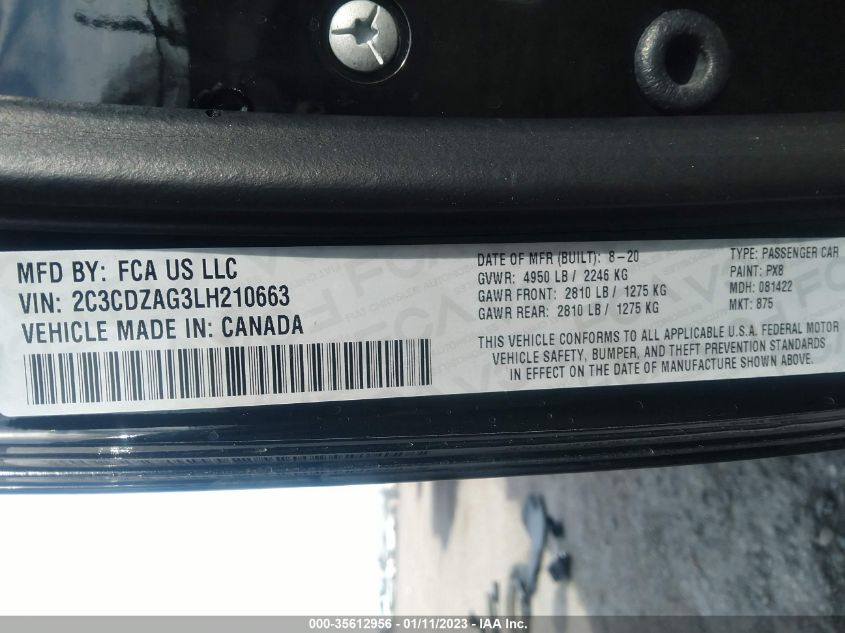 MFD BY: FCA US LLC
VIN: 2C3CDZAG3LH210663
VEHICLE MADE IN: CANADA
DATE OF MFR (BUILT): 8-20
GVWR: 4950 LB / 2246 KG
GAWR FRONT: 2810 LB / 1275 KG
GAWR REAR: 2810 LB / 1275 KG
TYPE: PASSENGER CAR
PAINT: PX8
MDH: 081422
MKT: 875
THIS VEHICLE CONFORMS TO ALL APPLICABLE U.S.A. FEDERAL MOTOR
VEHICLE SAFETY, BUMPER, AND THEFT PREVENTION STANDARDS
IN EFFECT ON THE DATE OF MANUFACTURE SHOWN ABOVE.
000-35612956 - 01/11/2023 - IAA Inc.